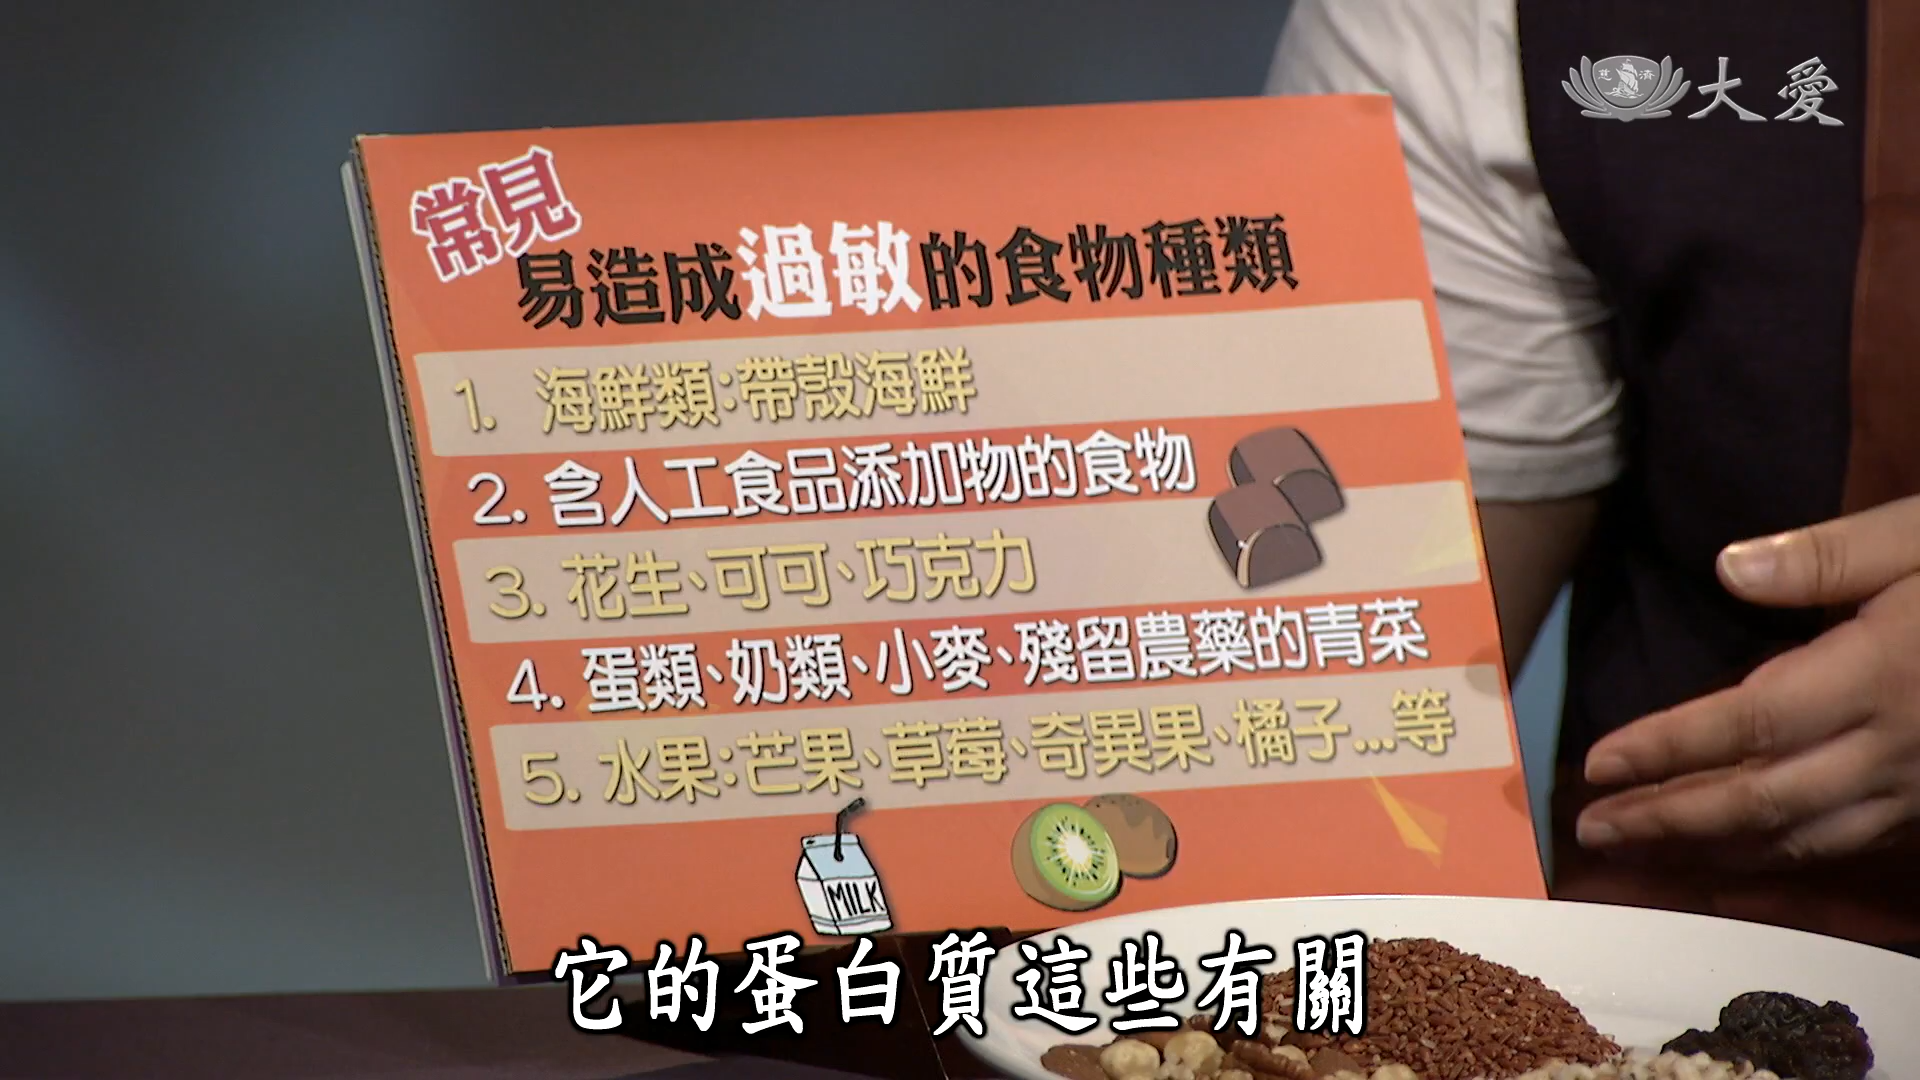 慈濟
大愛
常見
易造成過敏的食物種類
1. 海鮮類:帶殼海鮮
2. 含人工食品添加物的食物
3. 花生、可可、巧克力
4. 蛋類、奶類、小麥、殘留農藥的青菜
5. 水果:芒果、草莓、奇異果、橘子...等
MILK
它的蛋白質這些有關